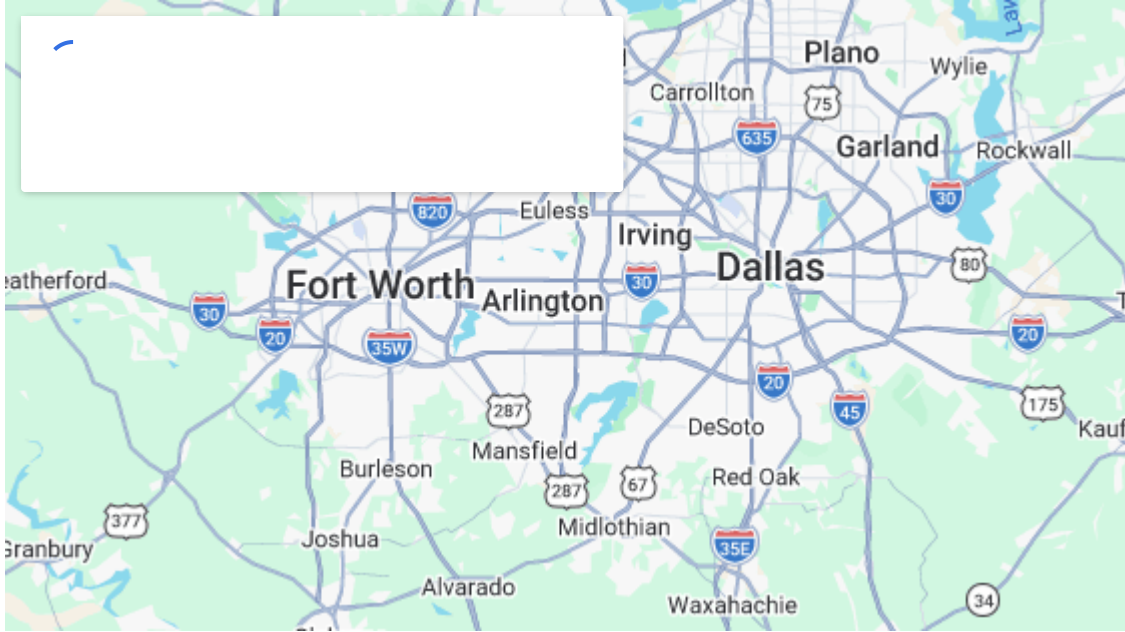 Plano
Wylie
Carrollton
75
635
Garland
Rockwall
30
820
Euless
Irving
80
Dallas
eatherford
Fort Worth
30
Arlington
30
20
35W
20
20
287
45
175
DeSoto
Kauf
Mansfield
Burleson
Red Oak
67
287
377
Midlothian
Joshua
35E
Granbury
Alvarado
34
Waxahachie